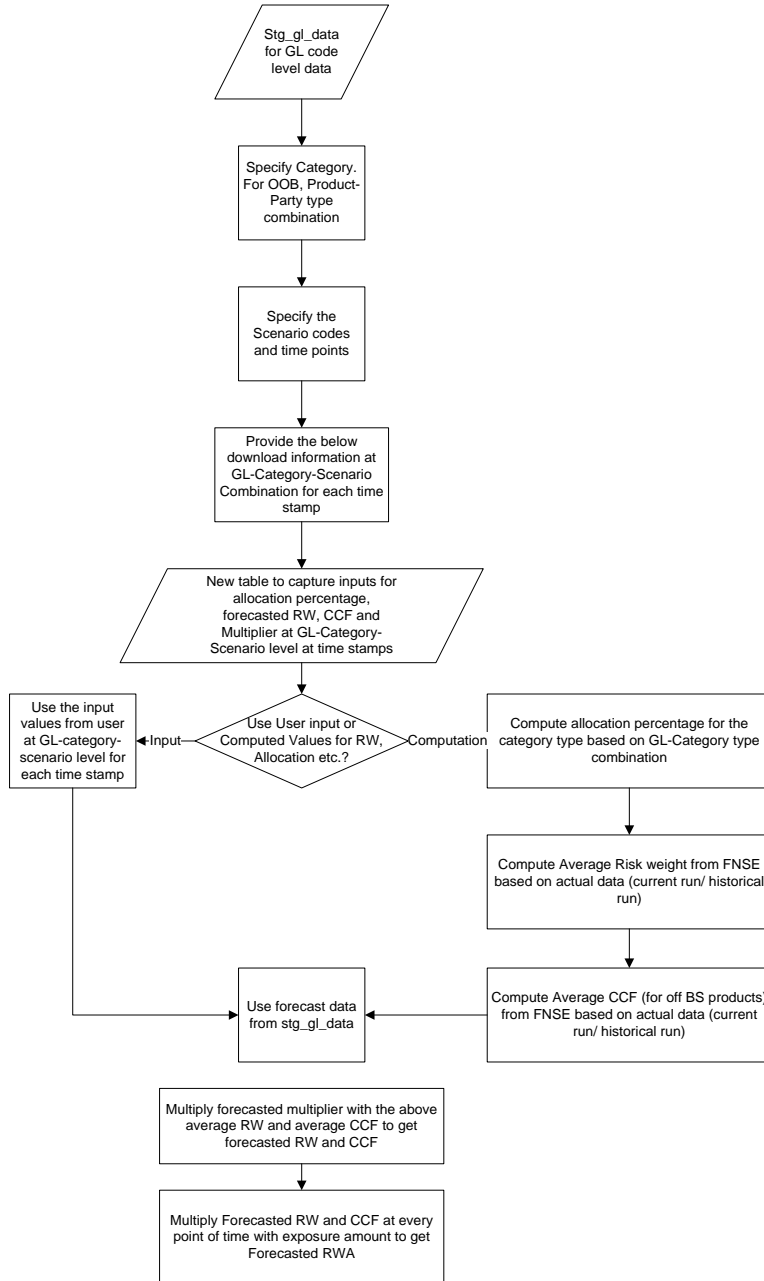 Stg_gl_data
for GL code
level data
Specify Category.
For OOB, Product-
Party type
combination
Specify the
Scenario codes
and time points
Provide the below
download information at
GL-Category-Scenario
Combination for each time
stamp
New table to capture inputs for
allocation percentage,
forecasted RW, CCF and
Multiplier at GL-Category-
Scenario level at time stamps
Use the input
values from user
at GL-category-
scenario level for
each time stamp
Input
Use User input or
Computed Values for RW,
Allocation etc.?
Computation
Compute allocation percentage for the
category type based on GL-Category type
combination
Compute Average Risk weight from FNSE
based on actual data (current run/ historical
run)
Compute Average CCF (for off BS products)
from FNSE based on actual data (current
run/ historical run)
Use forecast data
from stg_gl_data
Multiply forecasted multiplier with the above
average RW and average CCF to get
forecasted RW and CCF
Multiply Forecasted RW and CCF at every
point of time with exposure amount to get
Forecasted RWA